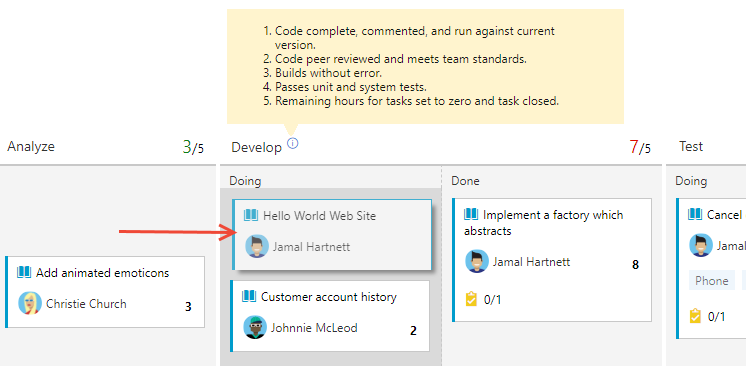 1. Code complete, commented, and run against current
version.
2. Code peer reviewed and meets team standards.
3. Builds without error.
4. Passes unit and system tests.
5. Remaining hours for tasks set to zero and task closed.
Analyze 3/5
Develop 7/5
Test
Doing
Done
Doing
Add animated emoticons
Christie Church 3
Hello World Web Site
Jamal Hartnett
Customer account history
Johnnie McLeod 2
Implement a factory which
abstracts
Jamal Hartnett 8
0/1
Cancel
Jama
Phone
0/1